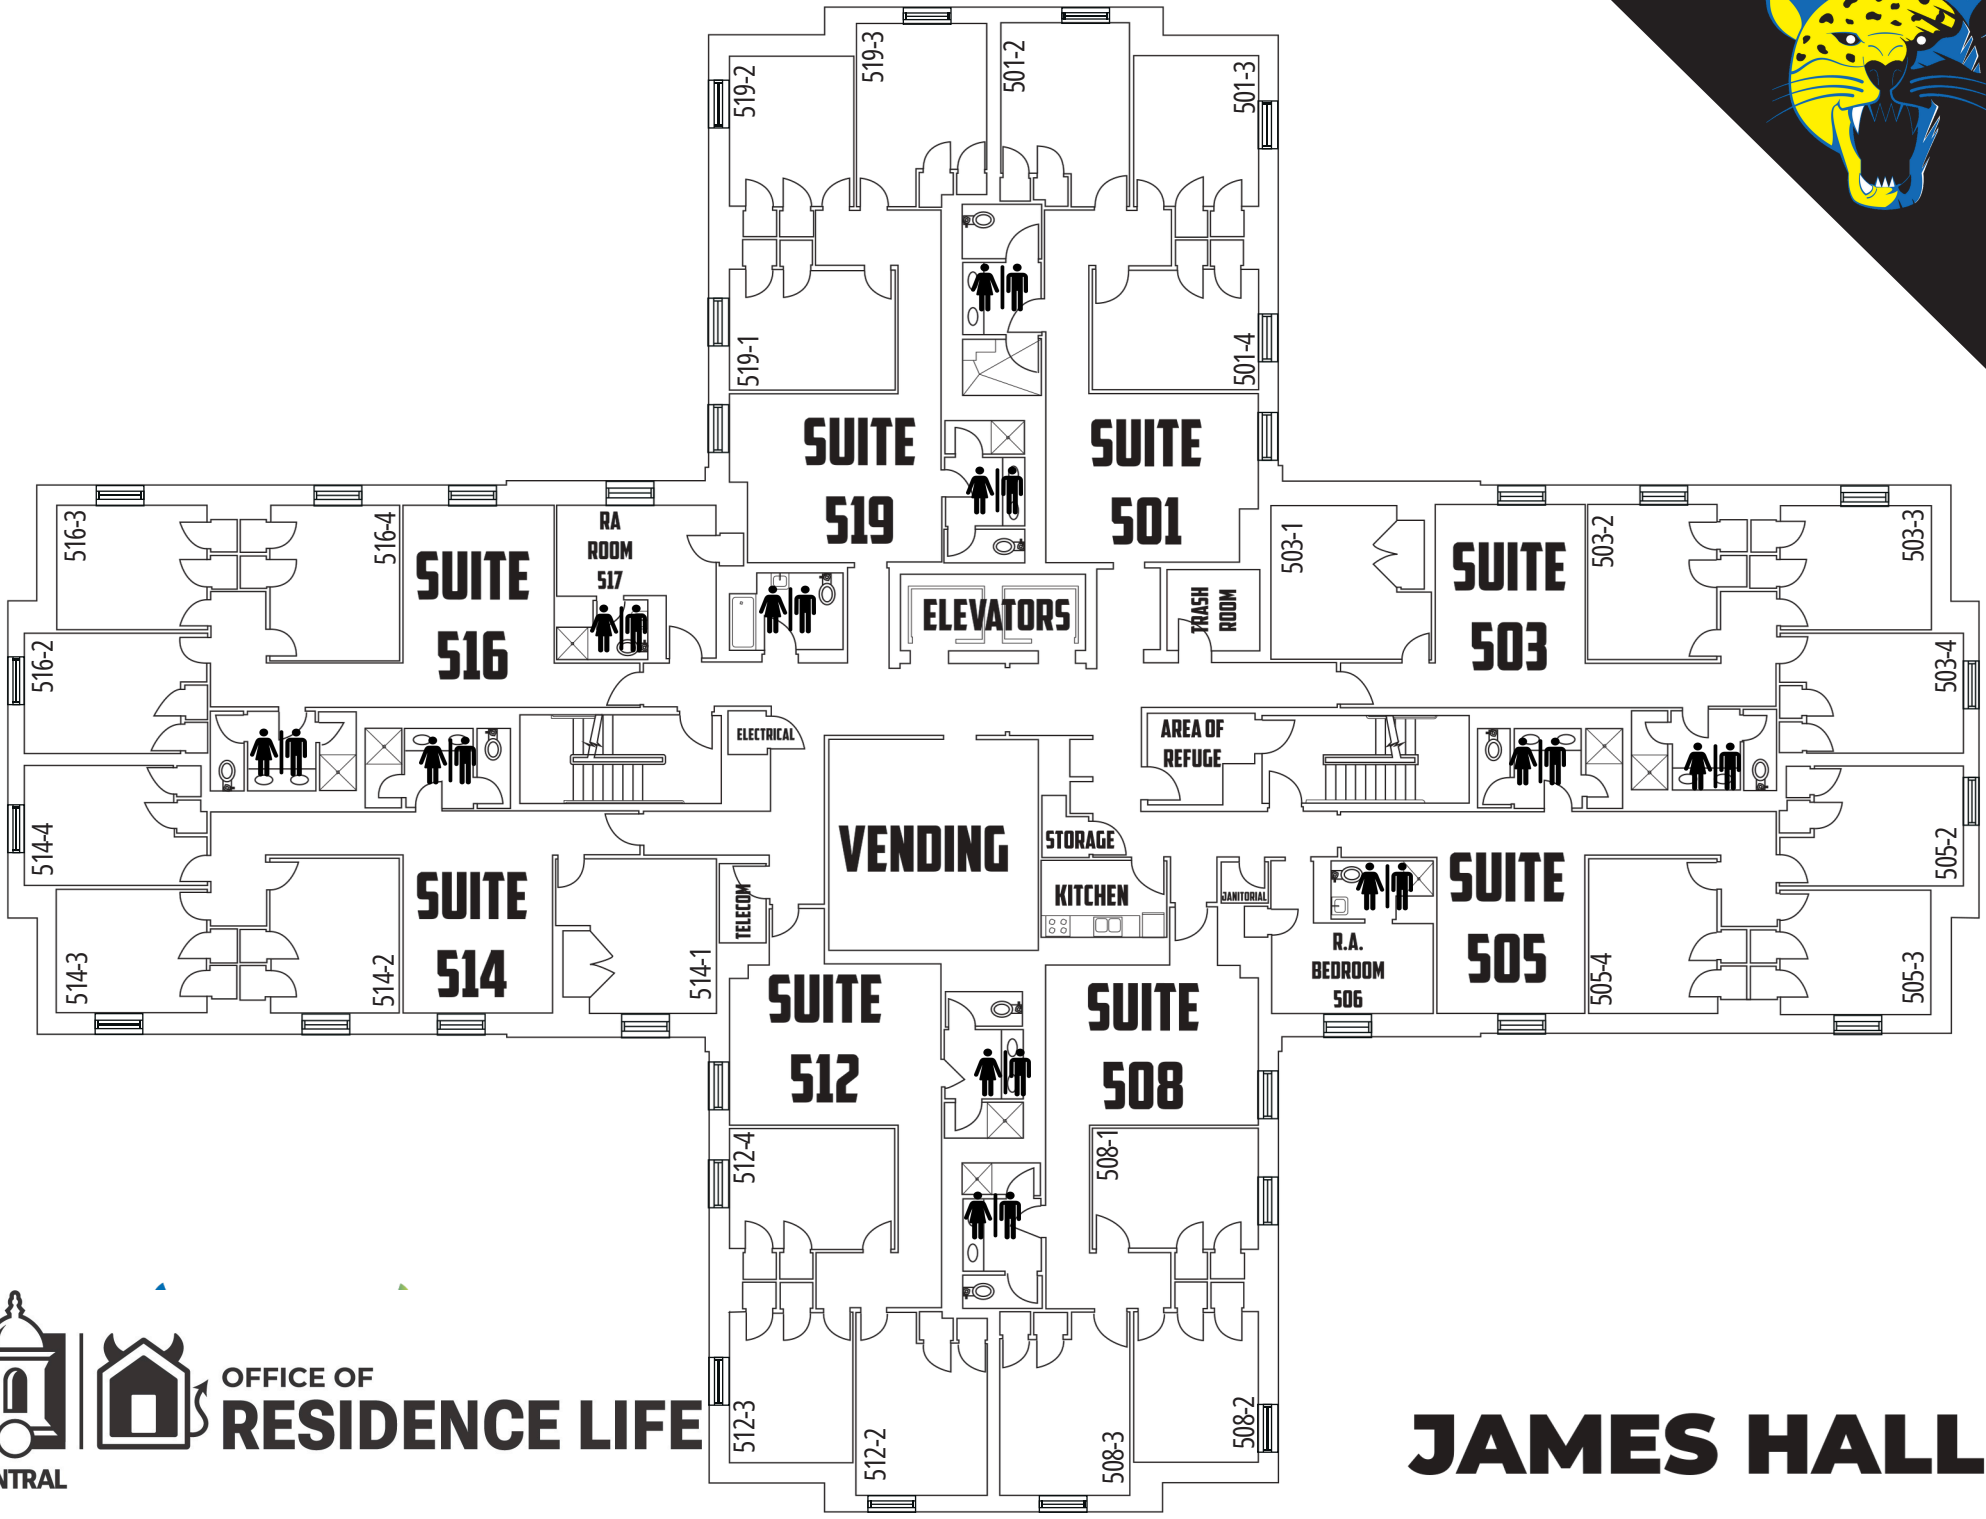 519-2
519-3
501-2
501-3
519-1
501-4
SUITE
519
SUITE
501
516-3
516-4
SUITE
516
RA
ROOM
517
ELEVATORS
TRASH
ROOM
503-1
SUITE
503
503-2
503-3
516-2
503-4
ELECTRICAL
AREA OF
REFUGE
514-4
VENDING
STORAGE
KITCHEN
JANITORIAL
TELECOM
505-2
514-3
514-2
SUITE
514
514-1
SUITE
512
SUITE
508
R.A.
BEDROOM
506
SUITE
505
505-4
505-3
512-4
508-1
512-3
512-2
508-3
508-2
NTRAL
OFFICE OF
RESIDENCE LIFE
JAMES HALL